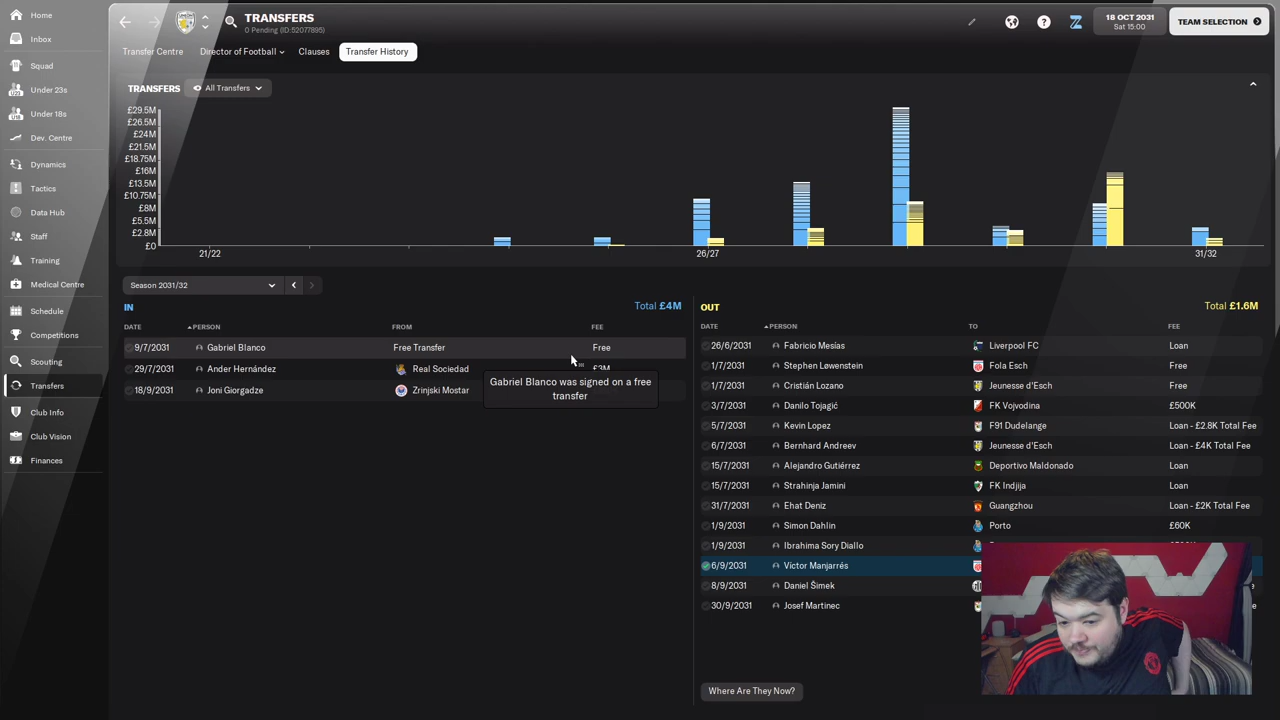 Home
Inbox
Squad
Under 23s
Under 18s
Dev. Centre
Dynamics
Tactics
Data Hub
Staff
Training
Medical Centre
Schedule
Competitions
Scouting
Transfers
Club Info
Club Vision
Finances
TRANSFERS
0 Pending (ID:52077895)
18 OCT 2031
Sat 15:00
TEAM SELECTION
Transfer Centre
Director of Football
Clauses
Transfer History
TRANSFERS
All Transfers
£29.5M
£26.5M
£24M
£21.5M
£18.75M
£16M
£13.5M
£10.75M
£8M
£5.5M
£2.8M
£0
21/22
26/27
31/32
Season 2031/32
IN
Total £4M
DATE PERSON FROM FEE
9/7/2031 Gabriel Blanco Free Transfer Free
29/7/2031 Ander Hernández Real Sociedad £3M
18/9/2031 Joni Giorgadze Zrinjski Mostar
Gabriel Blanco was signed on a free
transfer
OUT
Total £1.6M
DATE PERSON TO FEE
26/6/2031 Fabricio Mesías Liverpool FC Loan
1/7/2031 Stephen Lewester Fola Esch Free
1/7/2031 Cristián Lozano Jeunesse d'Esch Free
3/7/2031 Danilo Tojagić FK Vojvodina £500K
5/7/2031 Kevin Lopez F91 Dudelange Loan - £2.8K Total Fee
6/7/2031 Bernhard Andreev Jeunesse d'Esch Loan - £4K Total Fee
15/7/2031 Alejandro Gutiérrez Deportivo Maldonado Loan
15/7/2031 Strahinja Jamini FK Indjija Loan
31/7/2031 Ehat Deniz Guangzhou Loan - £2K Total Fee
1/9/2031 Simon Dahlin Porto £60K
1/9/2031 Ibrahima Sory Diallo
6/9/2031 Víctor Manjarrés
8/9/2031 Daniel Šimek
30/9/2031 Josef Martinec
Where Are They Now?